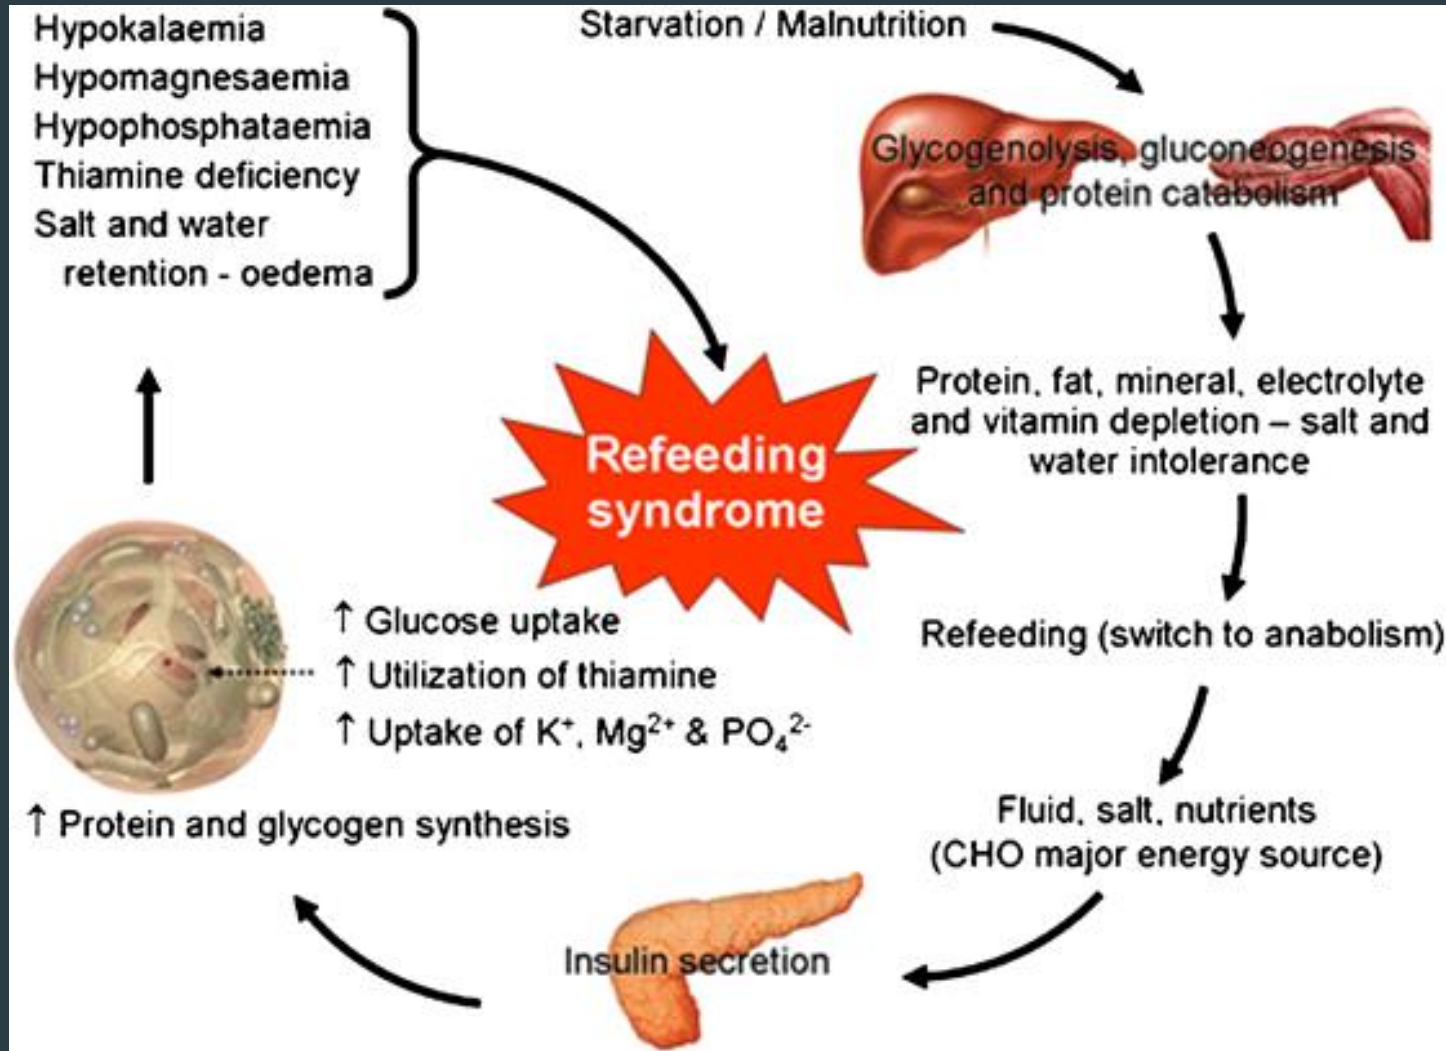 Starvation / Malnutrition
Glycogenolysis, gluconeogenesis
and protein catabolism
Protein, fat, mineral, electrolyte
and vitamin depletion – salt and
water intolerance
Refeeding (switch to anabolism)
Fluid, salt, nutrients
(CHO major energy source)
Insulin secretion
↑ Protein and glycogen synthesis
↑ Glucose uptake
↑ Utilization of thiamine
↑ Uptake of K⁺, Mg²⁺ & PO₄²⁻
Hypokalaemia
Hypomagnesaemia
Hypophosphataemia
Thiamine deficiency
Salt and water
retention - oedema
Refeeding
syndrome